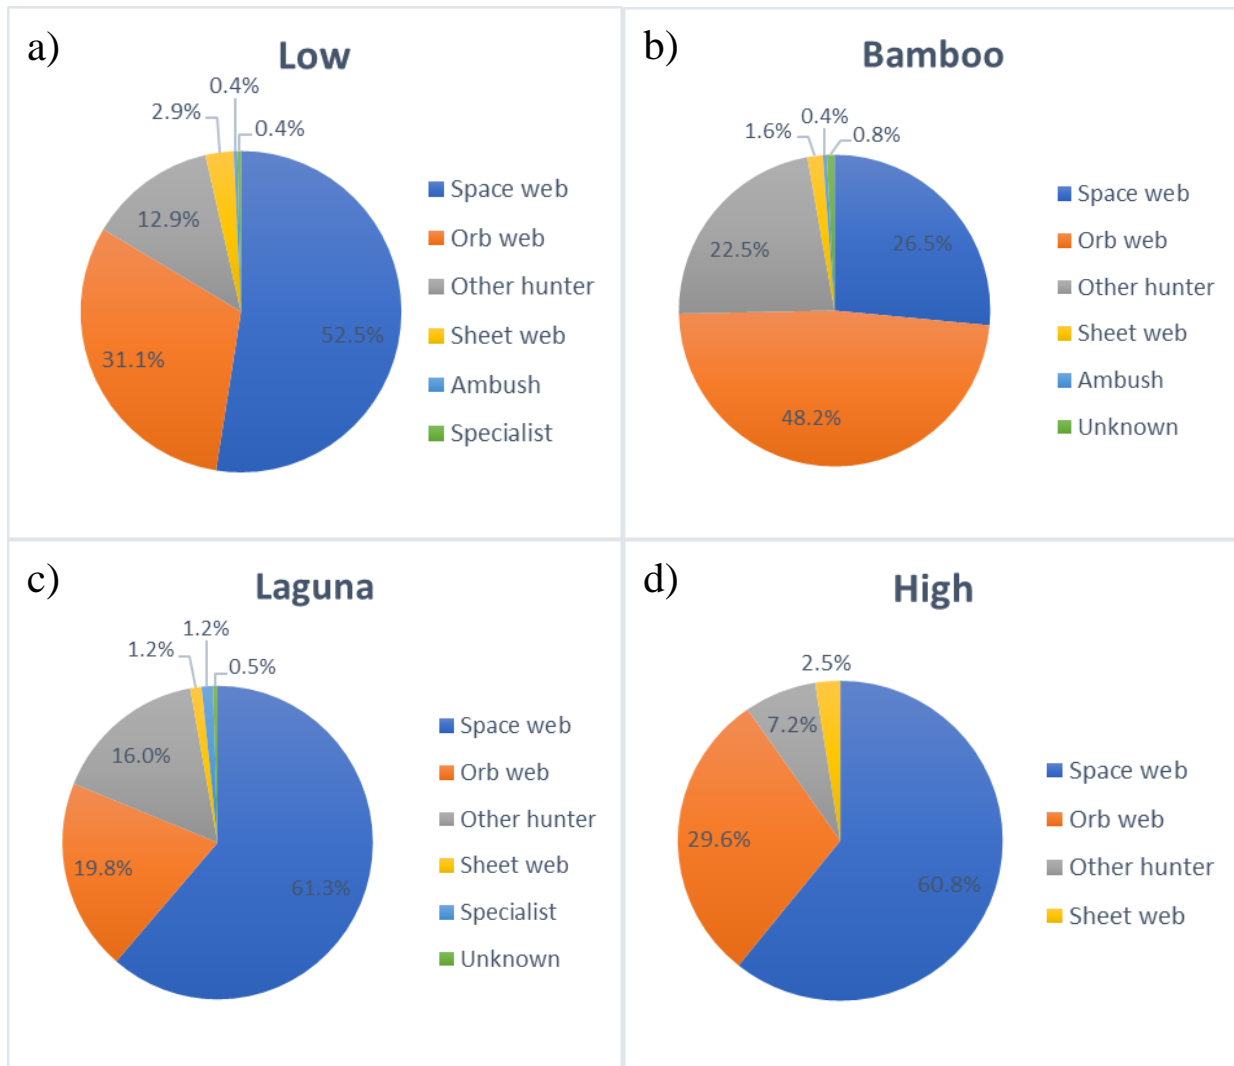 a)
Low
0.4%
2.9%
0.4%
12.9%
31.1%
52.5%
Space web
Orb web
Other hunter
Sheet web
Ambush
Specialist
b)
Bamboo
0.4%
1.6%
0.8%
22.5%
26.5%
48.2%
Space web
Orb web
Other hunter
Sheet web
Ambush
Unknown
c)
Laguna
1.2%
1.2%
0.5%
16.0%
19.8%
61.3%
Space web
Orb web
Other hunter
Sheet web
Specialist
Unknown
d)
High
2.5%
7.2%
29.6%
60.8%
Space web
Orb web
Other hunter
Sheet web